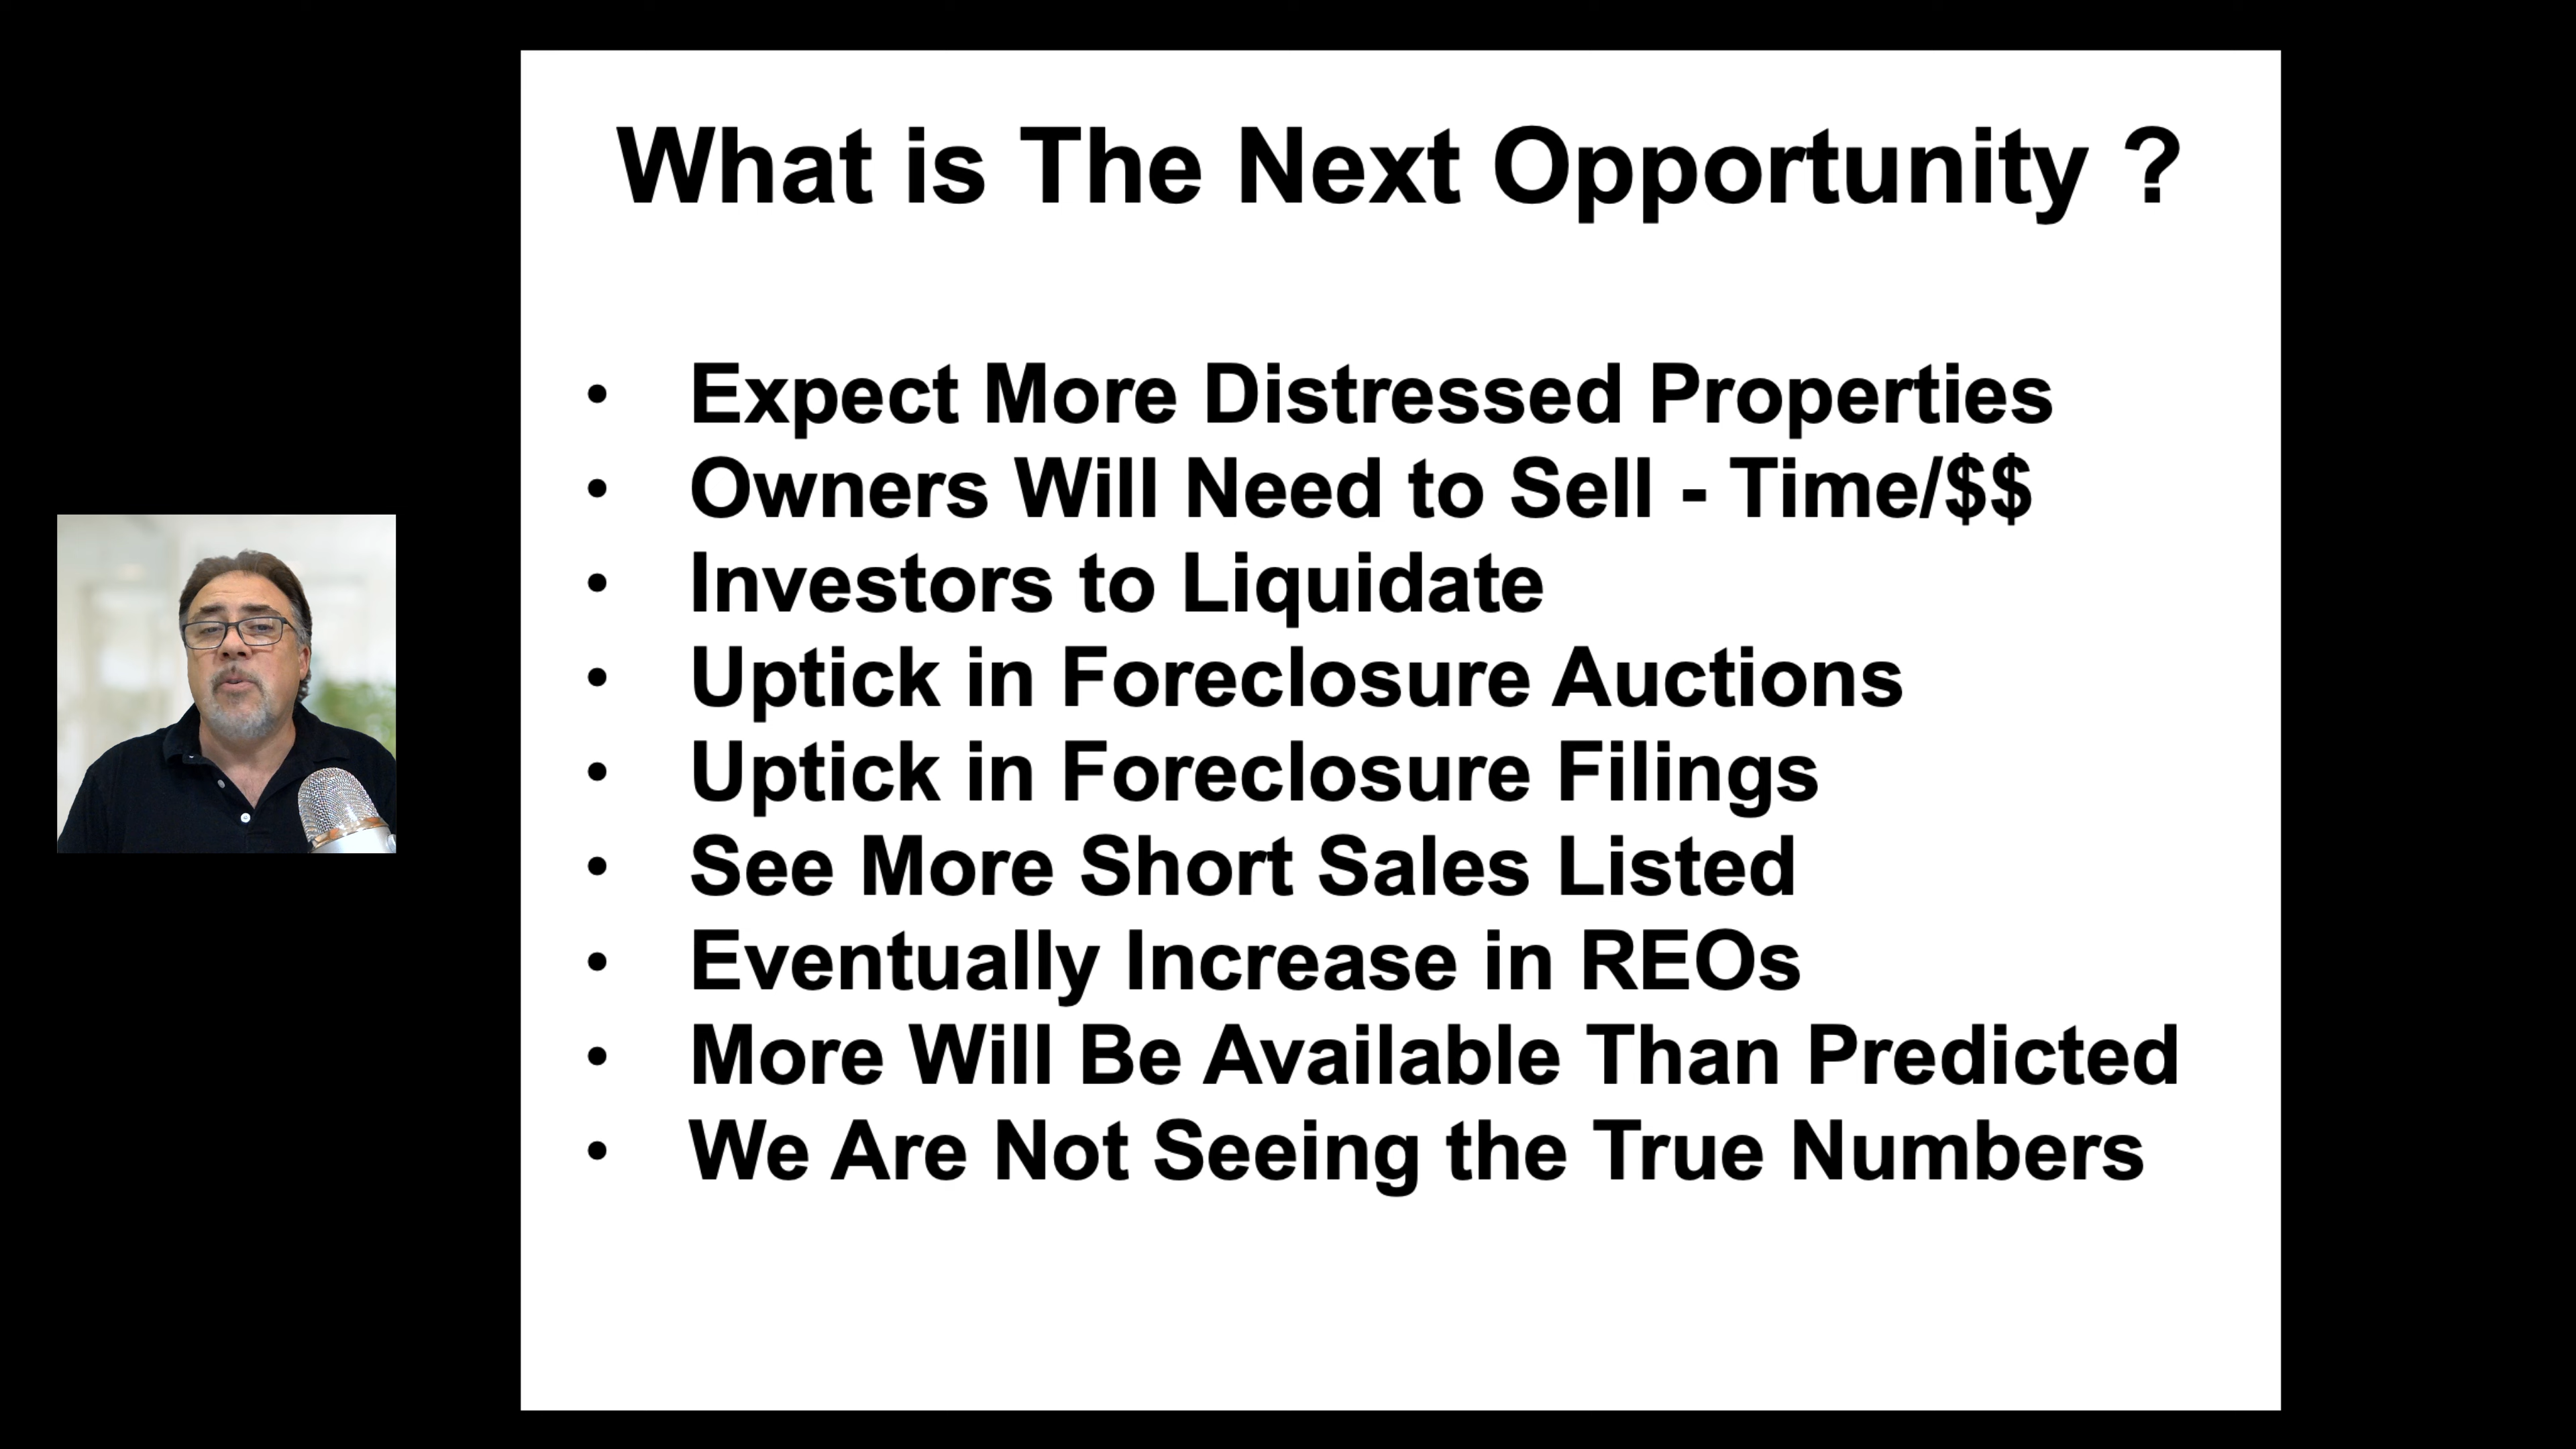 What is The Next Opportunity ?
• Expect More Distressed Properties
• Owners Will Need to Sell - Time/$$
• Investors to Liquidate
• Uptick in Foreclosure Auctions
• Uptick in Foreclosure Filings
• See More Short Sales Listed
• Eventually Increase in REOs
• More Will Be Available Than Predicted
• We Are Not Seeing the True Numbers